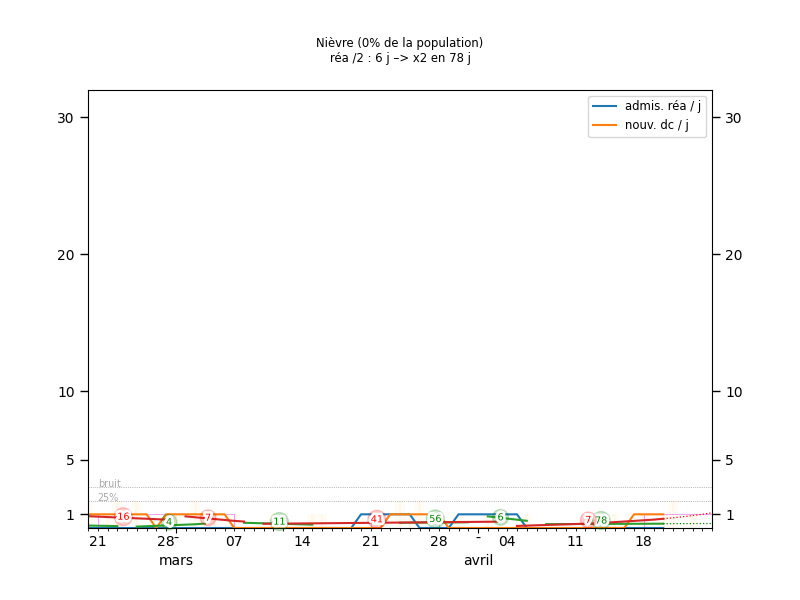 Nièvre (0% de la population)
réa /2 : 6 j –> x2 en 78 j
admis. réa / j
nouv. dc / j
30 30
20 20
10 10
5 5
bruit
25%
1 1
16 4 7 11 41 56 6 7 78
21 28 07 14 21 28 04 11 18
mars avril